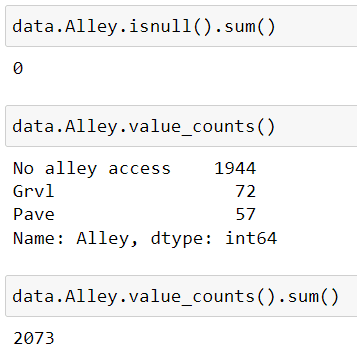 data.Alley.isnull().sum()
0
data.Alley.value_counts()
No alley access    1944
Grvl                 72
Pave                 57
Name: Alley, dtype: int64
data.Alley.value_counts().sum()
2073